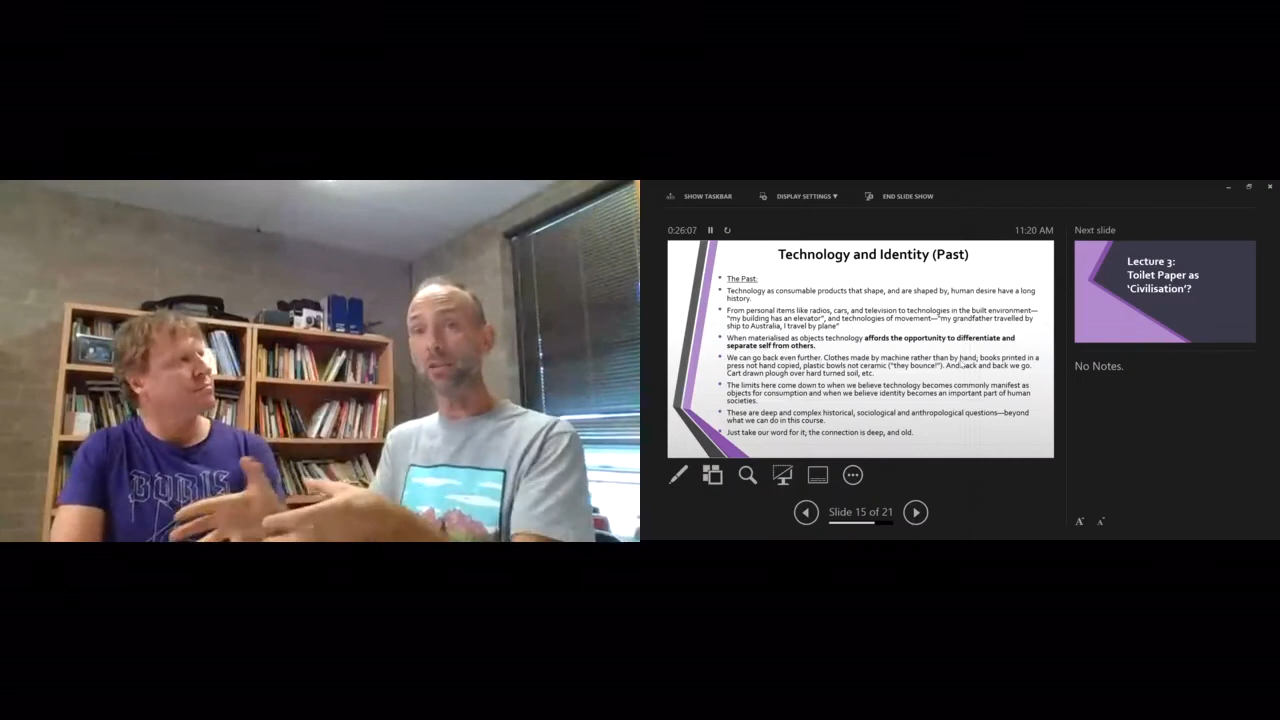 BORIS
SHOW TASKBAR
DISPLAY SETTINGS ▼
END SLIDE SHOW
0:26:07
11:20 AM
Technology and Identity (Past)
The Past:
Technology as consumable products that shape, and are shaped by, human desire have a long
history.
From personal items like radios, cars, and television to technologies in the built environment—
“my building has an elevator”, and technologies of movement—“my grandfather travelled by
ship to Australia, I travel by plane”
When materialised as objects technology affords the opportunity to differentiate and
separate self from others.
We can go back even further. Clothes made by machine rather than by hand; books printed in a
press not hand copied, plastic bowls not ceramic (“they bounce!”). And back and back we go.
Cart drawn plough over hard turned soil, etc.
The limits here come down to when we believe technology becomes commonly manifest as
objects for consumption and when we believe identity becomes an important part of human
societies.
These are deep and complex historical, sociological and anthropological questions—beyond
what we can do in this course.
Just take our word for it; the connection is deep, and old.
Slide 15 of 21
Next slide
Lecture 3:
Toilet Paper as
‘Civilisation’?
No Notes.
A A